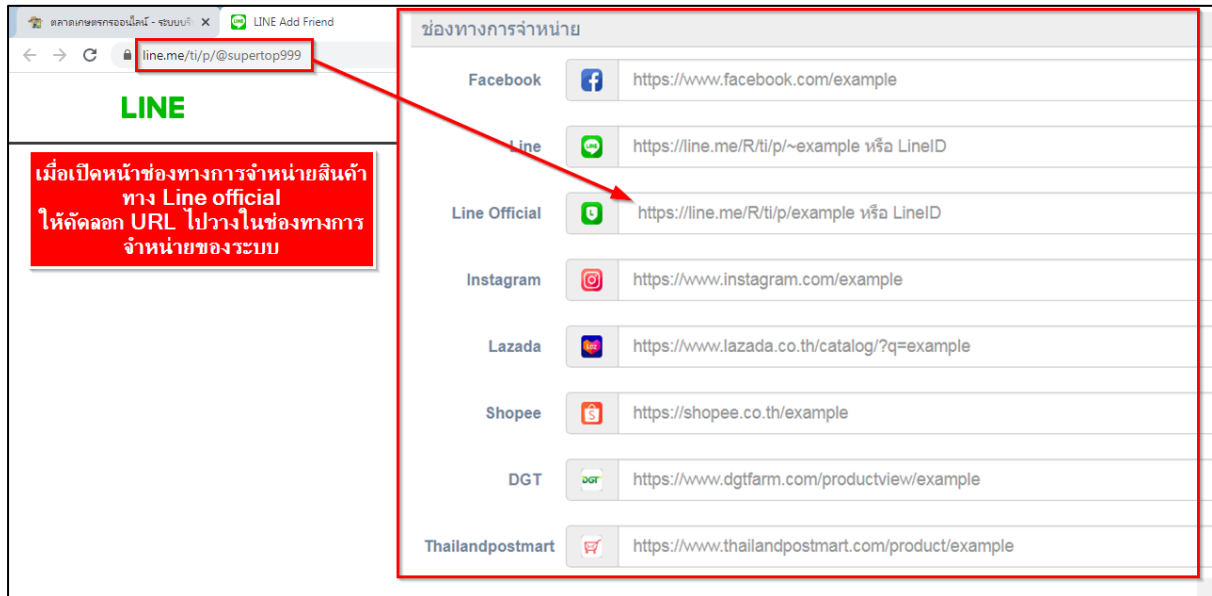 ตลาดเกษตรกรออนไลน์ - ระบบบริ
LINE Add Friend
line.me/ti/p/@supertop999
LINE
เมื่อเปิดหน้าช่องทางการจำหน่ายสินค้า
ทาง Line official
ให้คัดลอก URL ไปวางในช่องทางการ
จำหน่ายของระบบ
ช่องทางการจำหน่าย
Facebook https://www.facebook.com/example
Line https://line.me/R/ti/p/~example หรือ LineID
Line Official https://line.me/R/ti/p/example หรือ LineID
Instagram https://www.instagram.com/example
Lazada https://www.lazada.co.th/catalog/?q=example
Shopee https://shopee.co.th/example
DGT DGT https://www.dgtfarm.com/productview/example
Thailandpostmart https://www.thailandpostmart.com/product/example